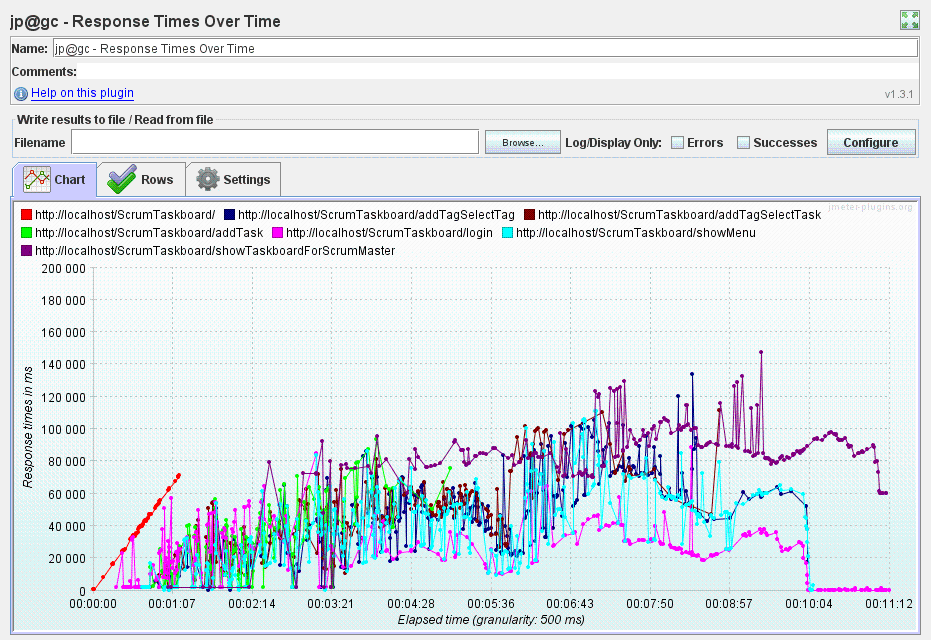 jp@gc - Response Times Over Time
Name: jp@gc - Response Times Over Time
Comments:
Help on this plugin
v1.3.1
Write results to file / Read from file
Filename Browse... Log/Display Only: Errors Successes Configure
Chart Rows Settings
jmeter-plugins.org
http://localhost/ScrumTaskboard/ http://localhost/ScrumTaskboard/addTagSelectTag http://localhost/ScrumTaskboard/addTagSelectTask
http://localhost/ScrumTaskboard/addTask http://localhost/ScrumTaskboard/login http://localhost/ScrumTaskboard/showMenu
http://localhost/ScrumTaskboard/showTaskboardForScrumMaster
200 000
180 000
160 000
140 000
120 000
100 000
80 000
60 000
40 000
20 000
0
Response times in ms
00:00:00 00:01:07 00:02:14 00:03:21 00:04:28 00:05:36 00:06:43 00:07:50 00:08:57 00:10:04 00:11:12
Elapsed time (granularity: 500 ms)